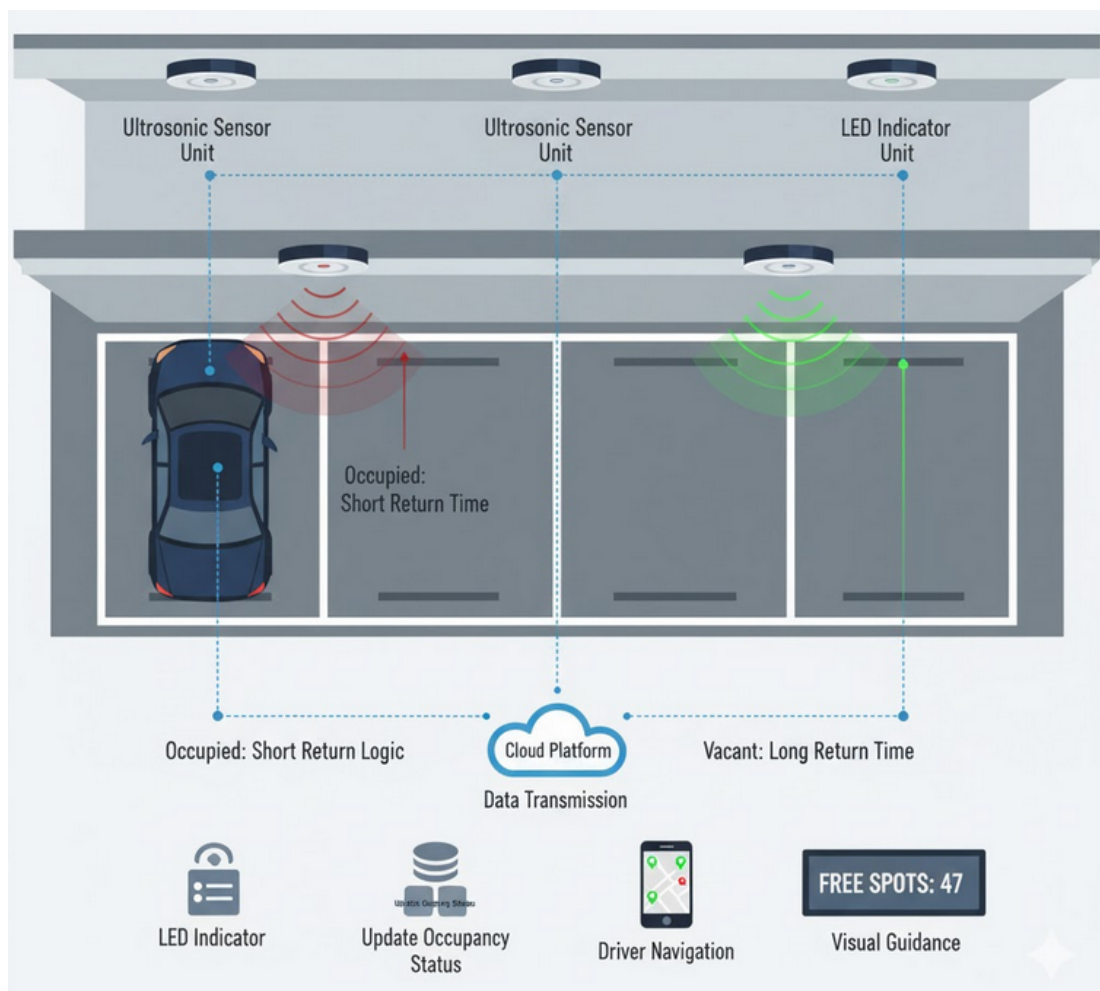 Ultrasonic Sensor
Unit
Ultrasonic Sensor
Unit
LED Indicator
Unit
Occupied:
Short Return Time
Occupied: Short Return Logic
Cloud Platform
Vacant: Long Return Time
Data Transmission
LED Indicator
Update Occupancy
Status
Driver Navigation
FREE SPOTS: 47
Visual Guidance